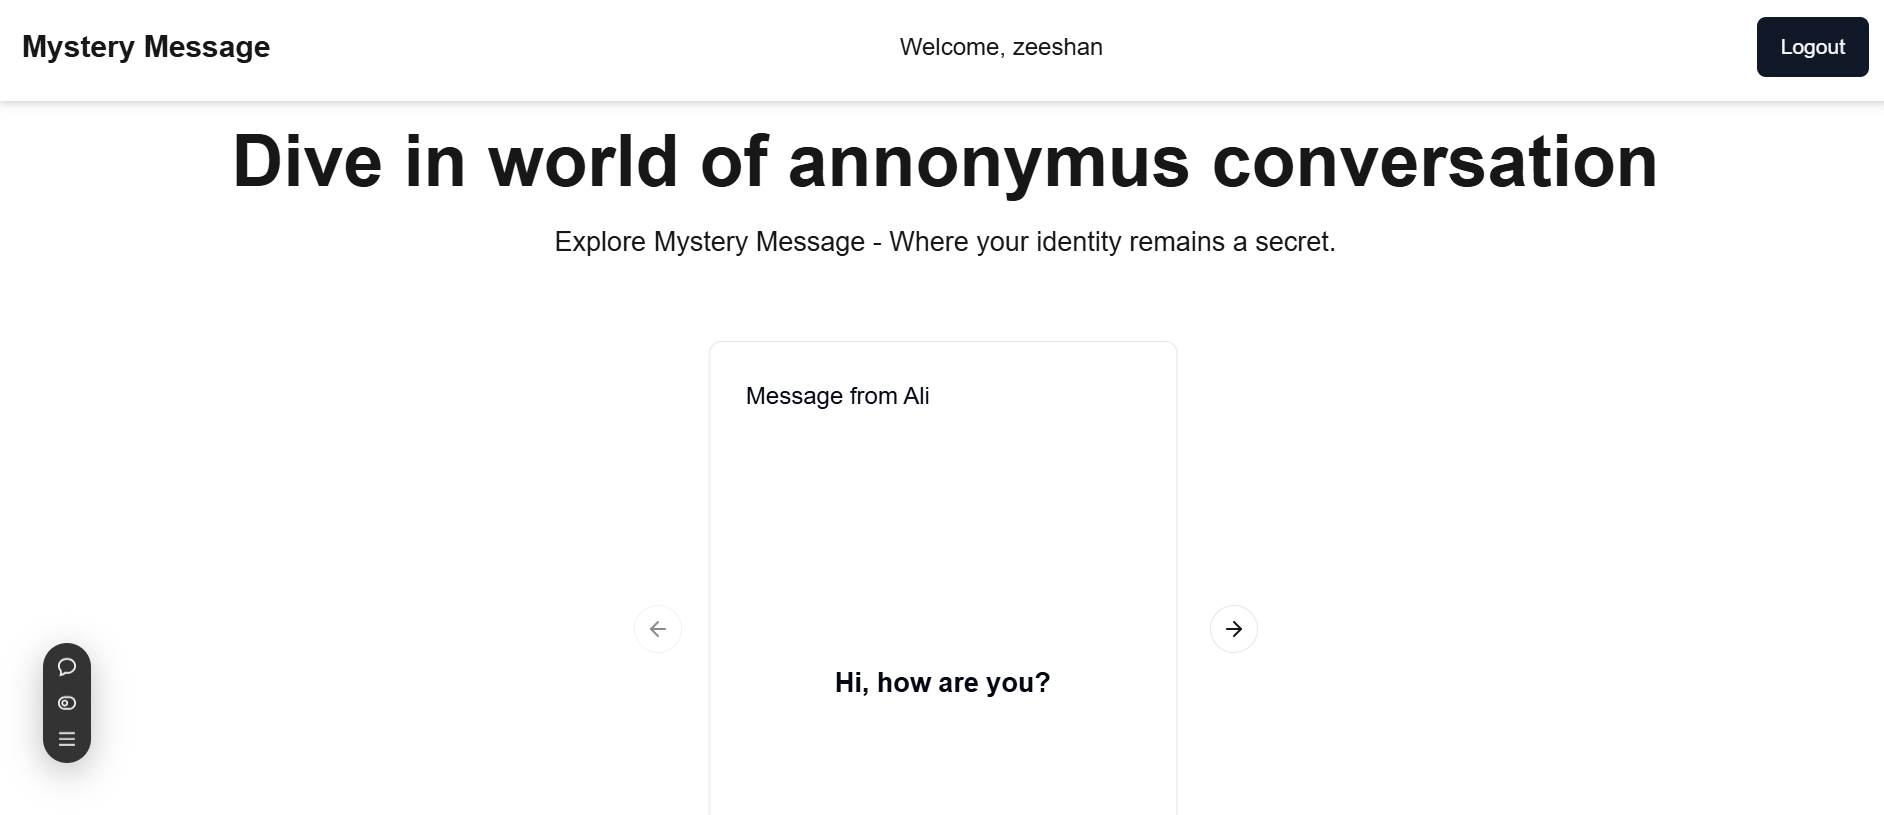 Mystery Message
Welcome, zeeshan
Logout
Dive in world of annonymus conversation
Explore Mystery Message - Where your identity remains a secret.
Message from Ali
Hi, how are you?